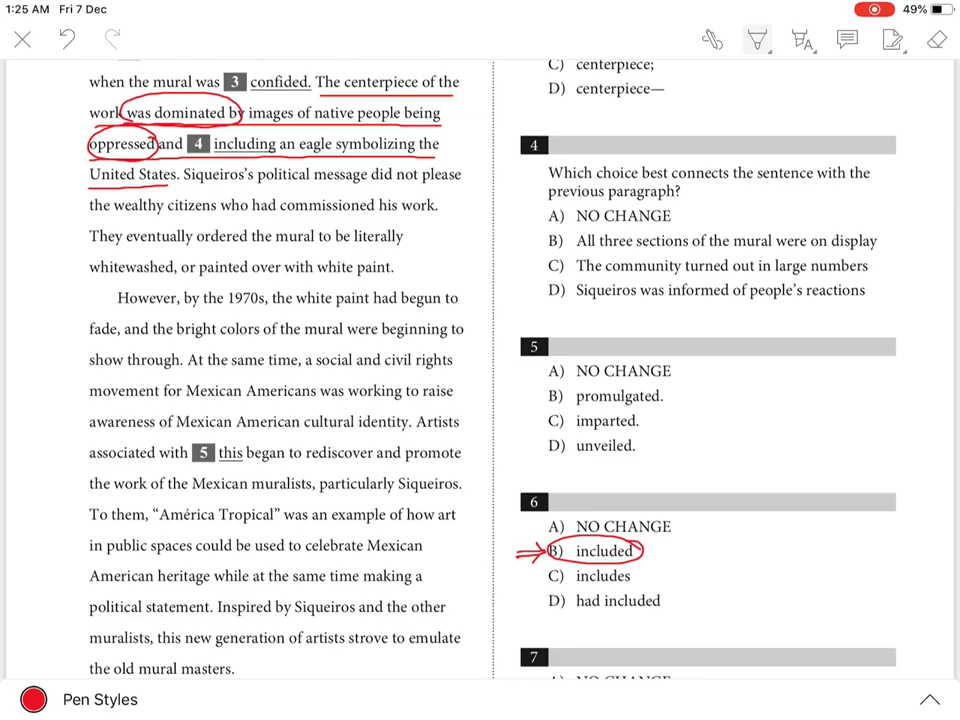 1:25 AM Fri 7 Dec
49%
when the mural was 3 confided. The centerpiece of the
work was dominated by images of native people being
oppressed and 4 including an eagle symbolizing the
United States. Siqueiros’s political message did not please
the wealthy citizens who had commissioned his work.
They eventually ordered the mural to be literally
whitewashed, or painted over with white paint.
However, by the 1970s, the white paint had begun to
fade, and the bright colors of the mural were beginning to
show through. At the same time, a social and civil rights
movement for Mexican Americans was working to raise
awareness of Mexican American cultural identity. Artists
associated with 5 this began to rediscover and promote
the work of the Mexican muralists, particularly Siqueiros.
To them, “América Tropical” was an example of how art
in public spaces could be used to celebrate Mexican
American heritage while at the same time making a
political statement. Inspired by Siqueiros and the other
muralists, this new generation of artists strove to emulate
the old mural masters.
C) centerpiece;
D) centerpiece—
4
Which choice best connects the sentence with the
previous paragraph?
A) NO CHANGE
B) All three sections of the mural were on display
C) The community turned out in large numbers
D) Siqueiros was informed of people’s reactions
5
A) NO CHANGE
B) promulgated.
C) imparted.
D) unveiled.
6
A) NO CHANGE
B) included
C) includes
D) had included
7
Pen Styles